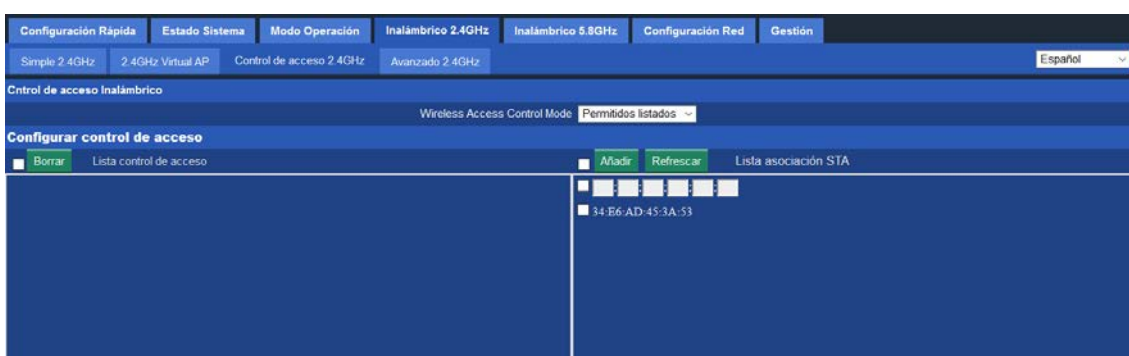 Configuración Rápida Estado Sistema Modo Operación Inalámbrico 2.4GHz Inalámbrico 5.8GHz Configuración Red Gestión
Simple 2.4GHz 2.4GHz Virtual AP Control de acceso 2.4GHz Avanzado 2.4GHz Español
Cntrol de acceso Inalámbrico
Wireless Access Control Mode Permitidos listados
Configurar control de acceso
Borrar Lista control de acceso Añadir Refrescar Lista asociación STA
: : : : :
34:E6:AD:45:3A:53